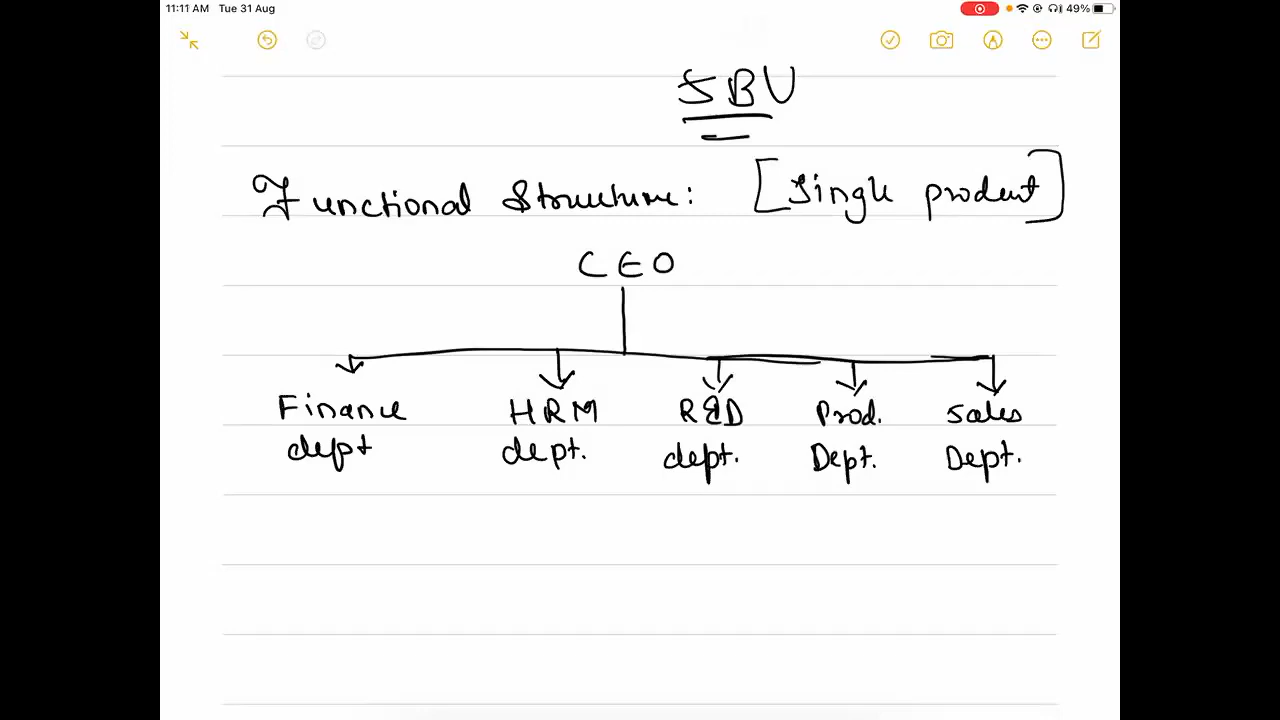 11:11 AM Tue 31 Aug 49%
SBU
Functional Structure: [Single product]
CEO
Finance dept HRM dept. R&D dept. Prod. Dept. Sales Dept.